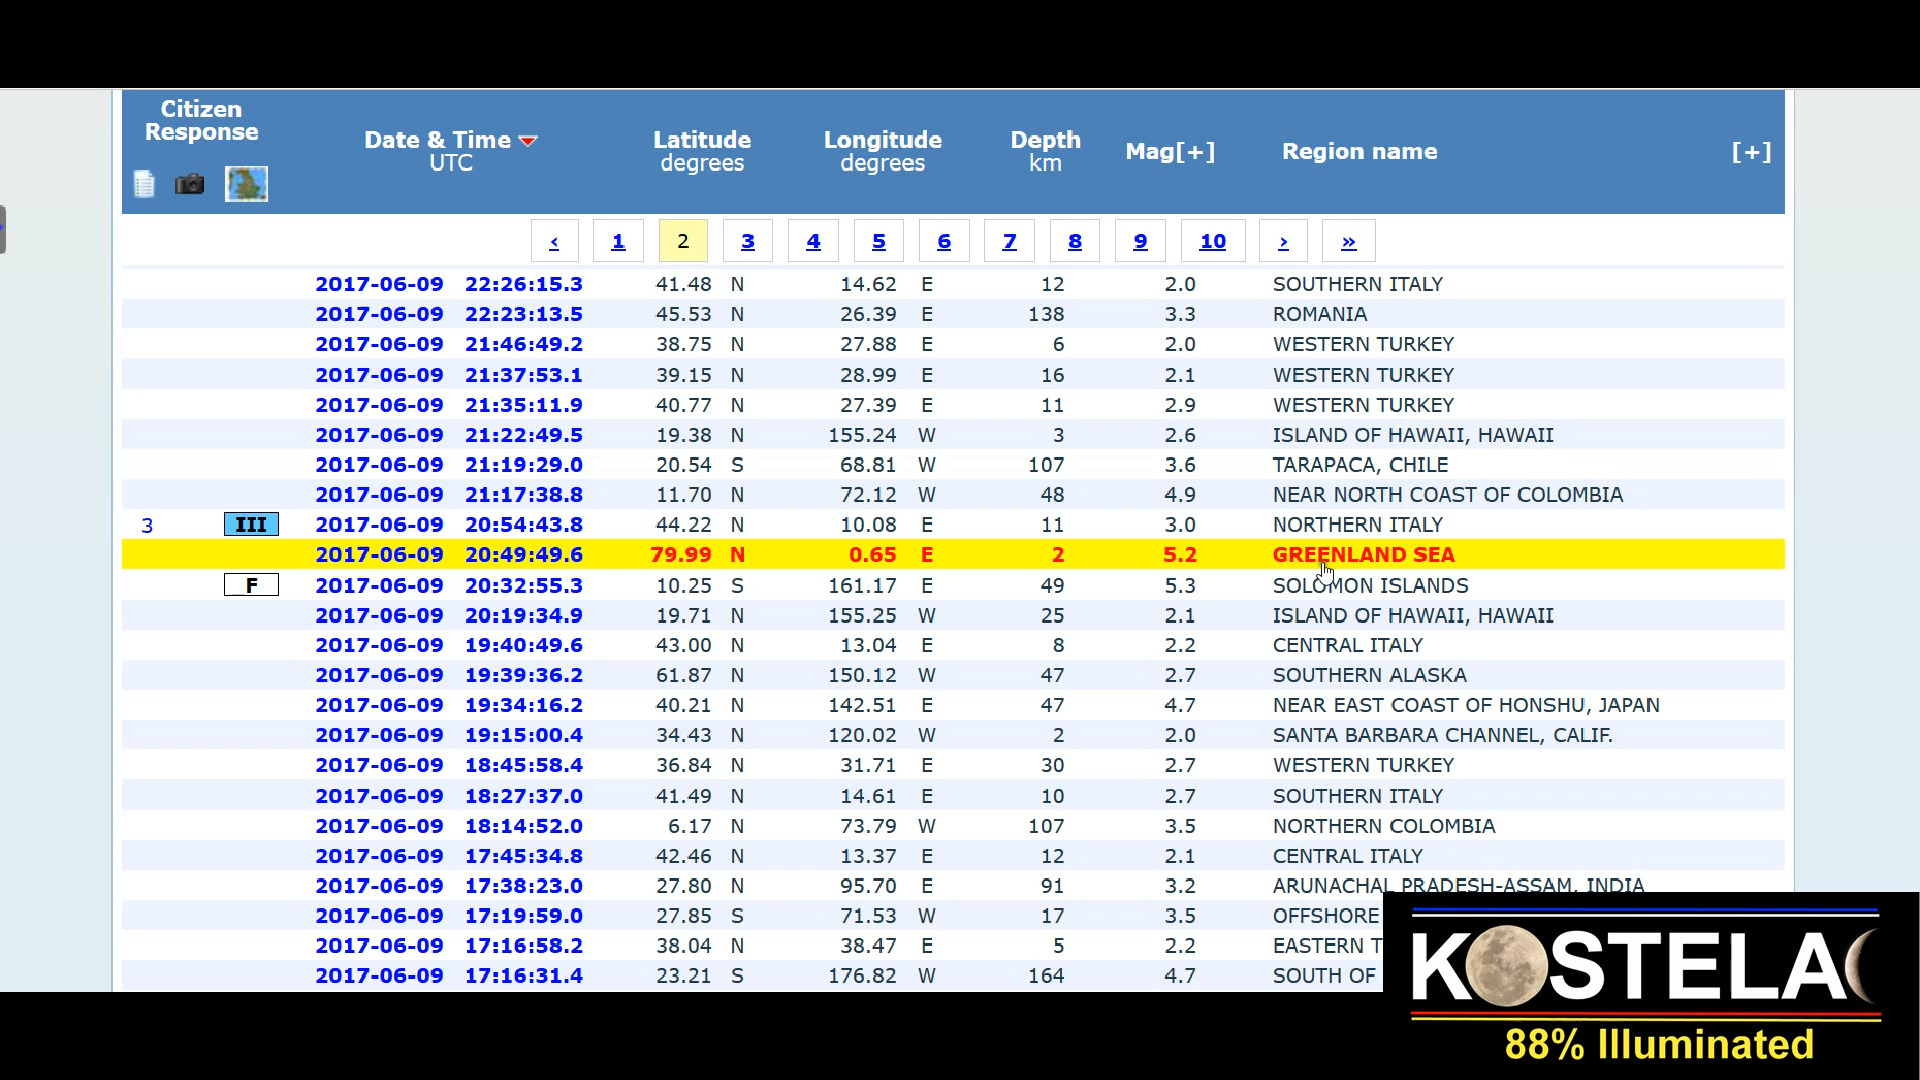 Citizen Response
Date & Time UTC
Latitude degrees
Longitude degrees
Depth km
Mag[+]
Region name
[+]
‹ 1 2 3 4 5 6 7 8 9 10 › »
2017-06-09 22:26:15.3 41.48 N 14.62 E 12 2.0 SOUTHERN ITALY
2017-06-09 22:23:13.5 45.53 N 26.39 E 138 3.3 ROMANIA
2017-06-09 21:46:49.2 38.75 N 27.88 E 6 2.0 WESTERN TURKEY
2017-06-09 21:37:53.1 39.15 N 28.99 E 16 2.1 WESTERN TURKEY
2017-06-09 21:35:11.9 40.77 N 27.39 E 11 2.9 WESTERN TURKEY
2017-06-09 21:22:49.5 19.38 N 155.24 W 3 2.6 ISLAND OF HAWAII, HAWAII
2017-06-09 21:19:29.0 20.54 S 68.81 W 107 3.6 TARAPACA, CHILE
2017-06-09 21:17:38.8 11.70 N 72.12 W 48 4.9 NEAR NORTH COAST OF COLOMBIA
3 III 2017-06-09 20:54:43.8 44.22 N 10.08 E 11 3.0 NORTHERN ITALY
2017-06-09 20:49:49.6 79.99 N 0.65 E 2 5.2 GREENLAND SEA
F 2017-06-09 20:32:55.3 10.25 S 161.17 E 49 5.3 SOLOMON ISLANDS
2017-06-09 20:19:34.9 19.71 N 155.25 W 25 2.1 ISLAND OF HAWAII, HAWAII
2017-06-09 19:40:49.6 43.00 N 13.04 E 8 2.2 CENTRAL ITALY
2017-06-09 19:39:36.2 61.87 N 150.12 W 47 2.7 SOUTHERN ALASKA
2017-06-09 19:34:16.2 40.21 N 142.51 E 47 4.7 NEAR EAST COAST OF HONSHU, JAPAN
2017-06-09 19:15:00.4 34.43 N 120.02 W 2 2.0 SANTA BARBARA CHANNEL, CALIF.
2017-06-09 18:45:58.4 36.84 N 31.71 E 30 2.7 WESTERN TURKEY
2017-06-09 18:27:37.0 41.49 N 14.61 E 10 2.7 SOUTHERN ITALY
2017-06-09 18:14:52.0 6.17 N 73.79 W 107 3.5 NORTHERN COLOMBIA
2017-06-09 17:45:34.8 42.46 N 13.37 E 12 2.1 CENTRAL ITALY
2017-06-09 17:38:23.0 27.80 N 95.70 E 91 3.2 ARUNACHAL PRADESH-ASSAM, INDIA
2017-06-09 17:19:59.0 27.85 S 71.53 W 17 3.5 OFFSHORE
2017-06-09 17:16:58.2 38.04 N 38.47 E 5 2.2 EASTERN T
2017-06-09 17:16:31.4 23.21 S 176.82 W 164 4.7 SOUTH OF
KOSTELAC
88% Illuminated